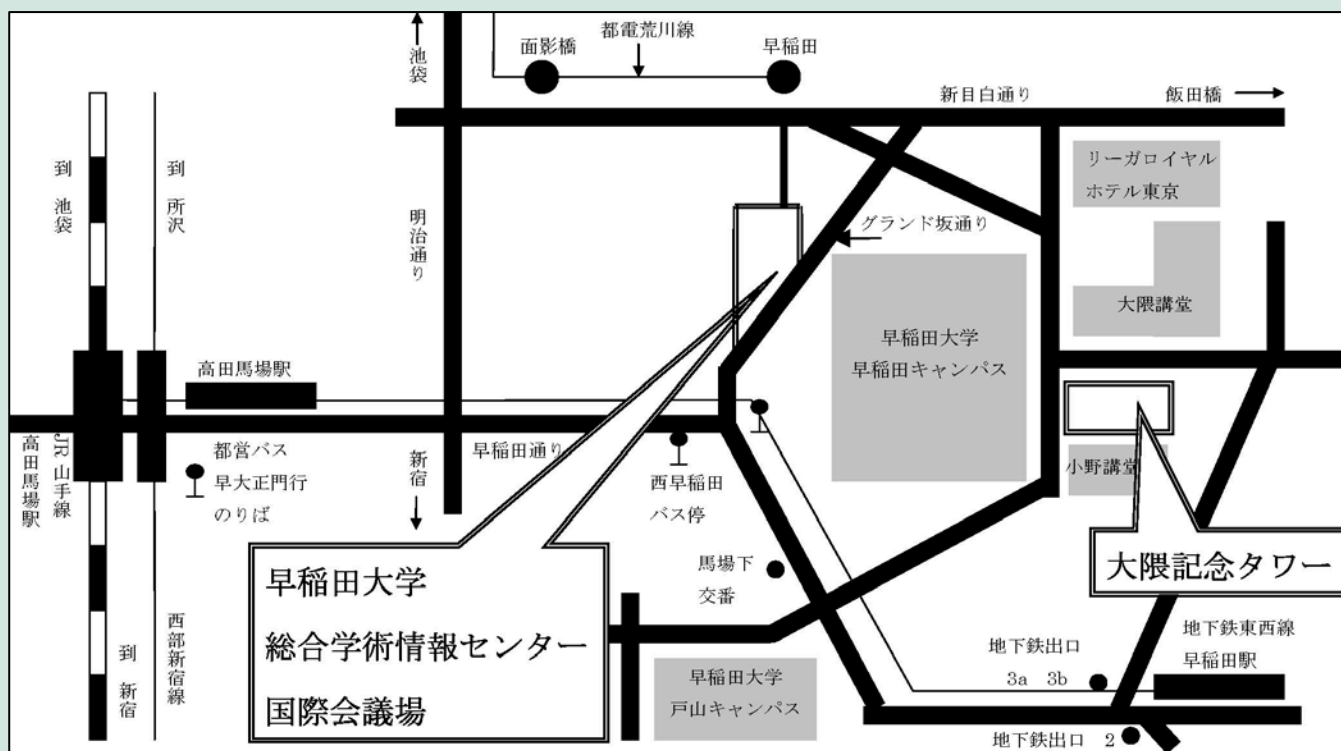 池袋
面影橋
都電荒川線
早稲田
新目白通り
飯田橋
到 池袋
到 所沢
明治通り
グランド坂通り
リーガロイヤル
ホテル東京
大隈講堂
早稲田大学
早稲田キャンパス
高田馬場駅
JR 山手線
高田馬場駅
都営バス
早大正門行
のりば
新宿
早稲田通り
西早稲田
バス停
小野講堂
大隈記念タワー
馬場下
交番
早稲田大学
総合学術情報センター
国際会議場
到 新宿
西部新宿線
早稲田大学
戸山キャンパス
地下鉄出口
3a 3b
地下鉄東西線
早稲田駅
地下鉄出口 2